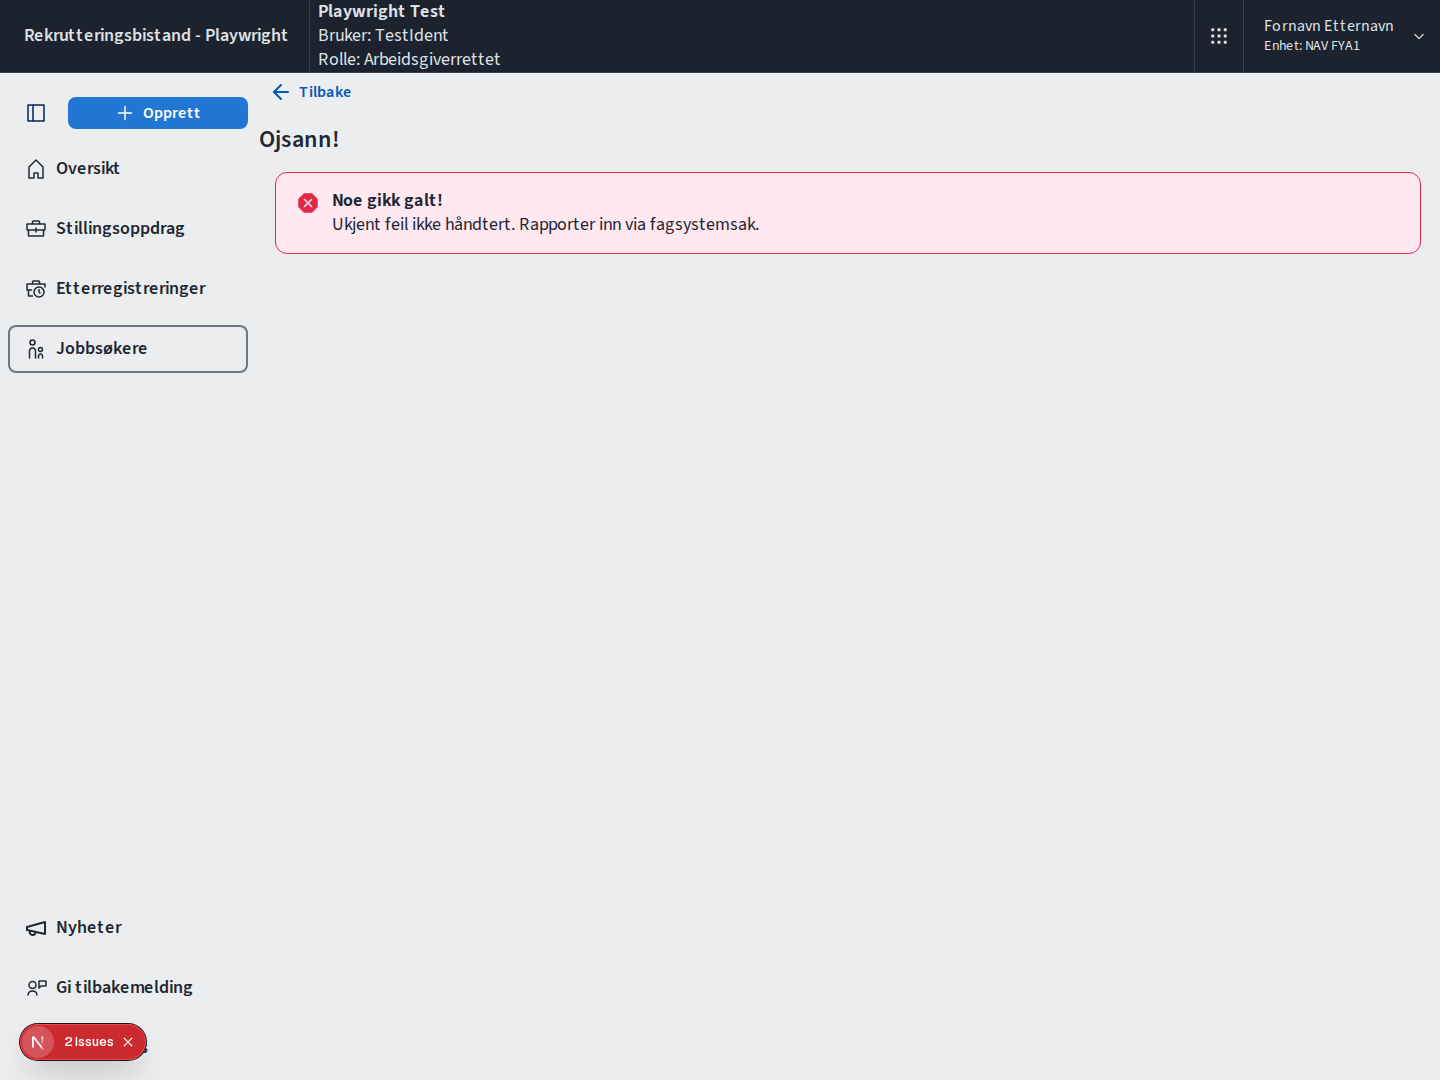 Rekrutteringsbistand - Playwright
Playwright Test
Bruker: TestIdent
Rolle: Arbeidsgiverrettet
Fornavn Etternavn
Enhet: NAV FYA1
Opprett
Oversikt
Stillingsoppdrag
Etterregistreringer
Jobbsøkere
Tilbake
Ojsann!
Noe gikk galt!
Ukjent feil ikke håndtert. Rapporter inn via fagsystemsak.
Nyheter
Gi tilbakemelding
2 Issues